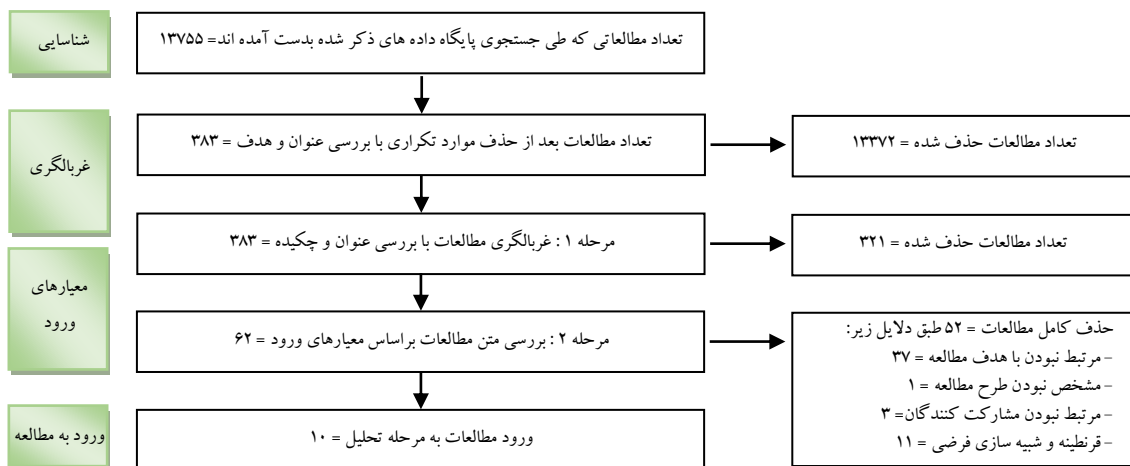 شناسایی
تعداد مطالعاتی که طی جستجوی پایگاه داده های ذکر شده بدست آمده اند= ۱۳۷۵۵
غربالگری
تعداد مطالعات بعد از حذف موارد تکراری با بررسی عنوان و هدف = ۳۸۳
تعداد مطالعات حذف شده = ۱۳۳۷۲
مرحله ۱ : غربالگری مطالعات با بررسی عنوان و چکیده = ۳۸۳
تعداد مطالعات حذف شده = ۳۲۱
معیارهای
ورود
مرحله ۲ : بررسی متن مطالعات براساس معیارهای ورود = ۶۲
حذف کامل مطالعات = ۵۲ طبق دلایل زیر:
- مرتبط نبودن با هدف مطالعه = ۳۷
- مشخص نبودن طرح مطالعه = ۱
- مرتبط نبودن مشارکت کنندگان= ۳
- قرنطینه و شبیه سازی فرضی = ۱۱
ورود به مطالعه
ورود مطالعات به مرحله تحلیل = ۱۰